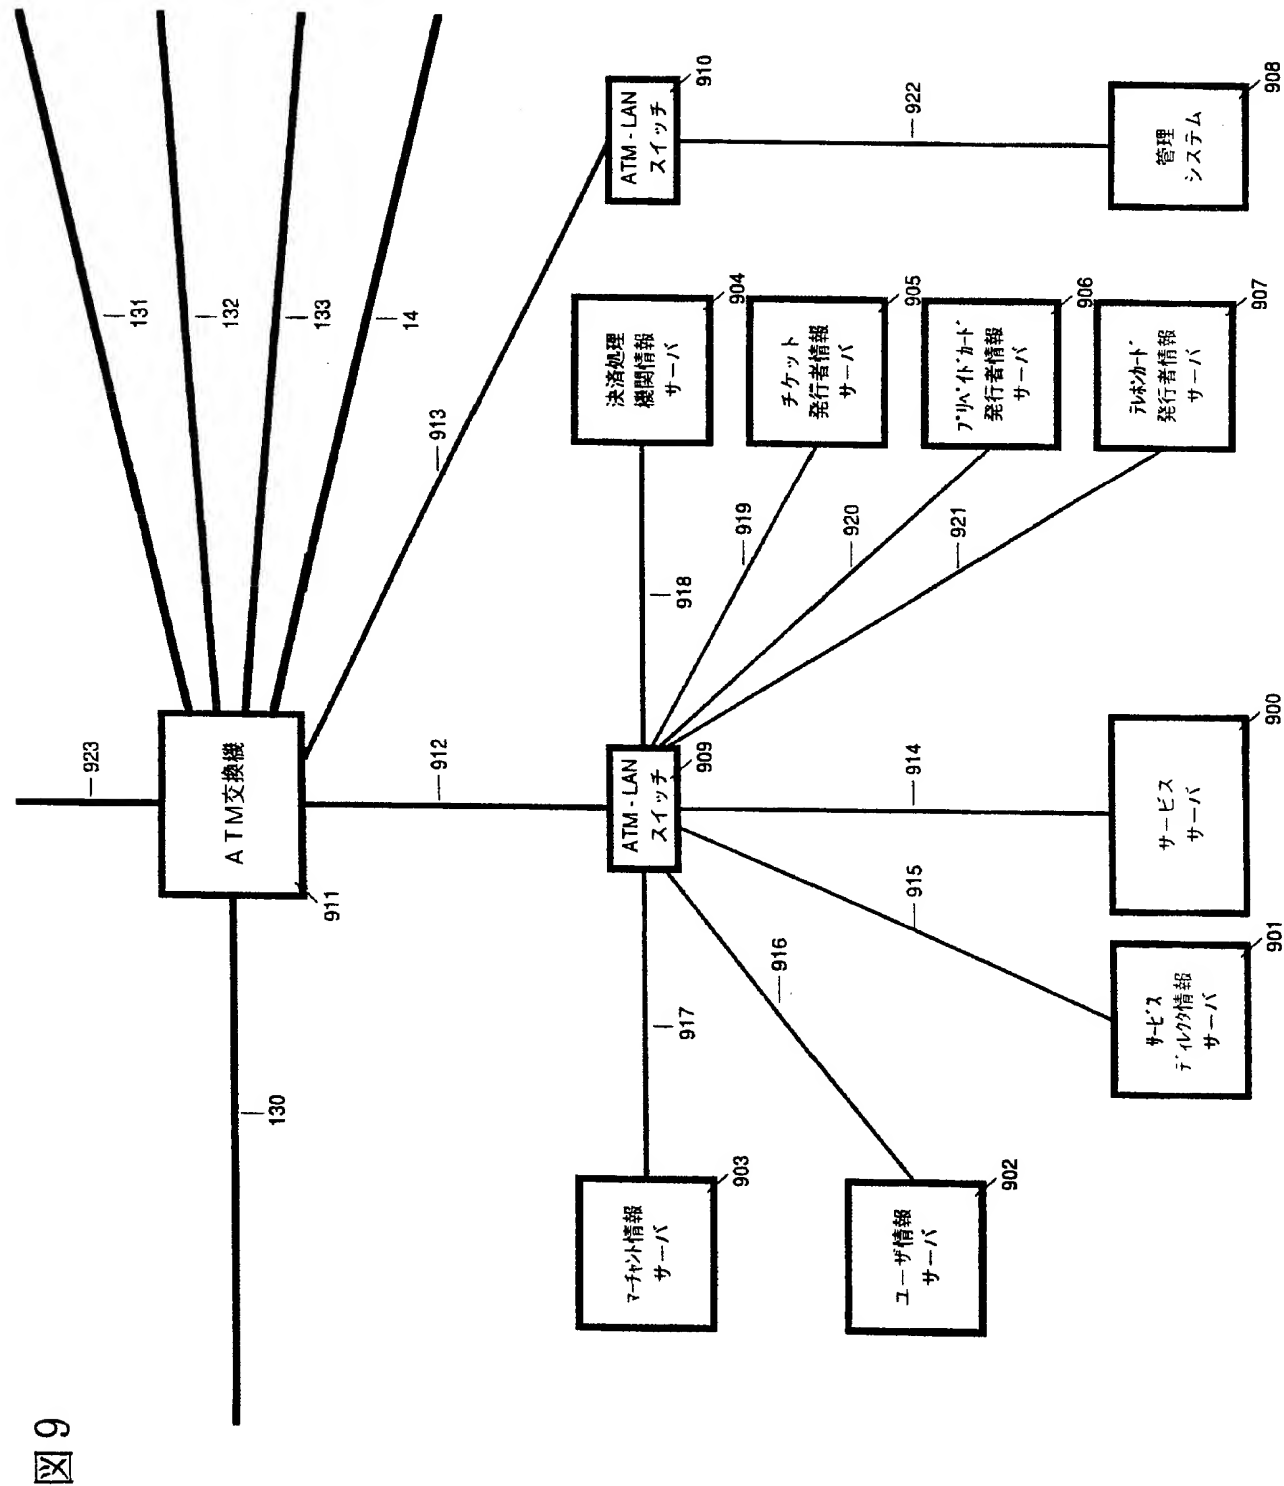 図９
923
ATM交換機
911
130
131
132
133
14
912
913
ATM-LAN
スイッチ
909
ATM-LAN
スイッチ
910
922
管理
システム
908
マーチャント情報
サーバ
903
917
ユーザ情報
サーバ
902
916
サービス
ディレクタ情報
サーバ
901
915
サービス
サーバ
900
914
918
決済処理
機関情報
サーバ
904
919
チケット
発行者情報
サーバ
905
920
プリペイドカード
発行者情報
サーバ
906
921
テレホンカード
発行者情報
サーバ
907